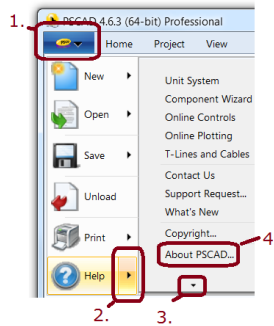 1.
PSCAD 4.6.3 (64-bit) Professional
Home Project View
New
Open
Save
Unload
Print
Help
Unit System
Component Wizard
Online Controls
Online Plotting
T-Lines and Cables
Contact Us
Support Request...
What's New
Copyright...
About PSCAD...
4
2.
3.